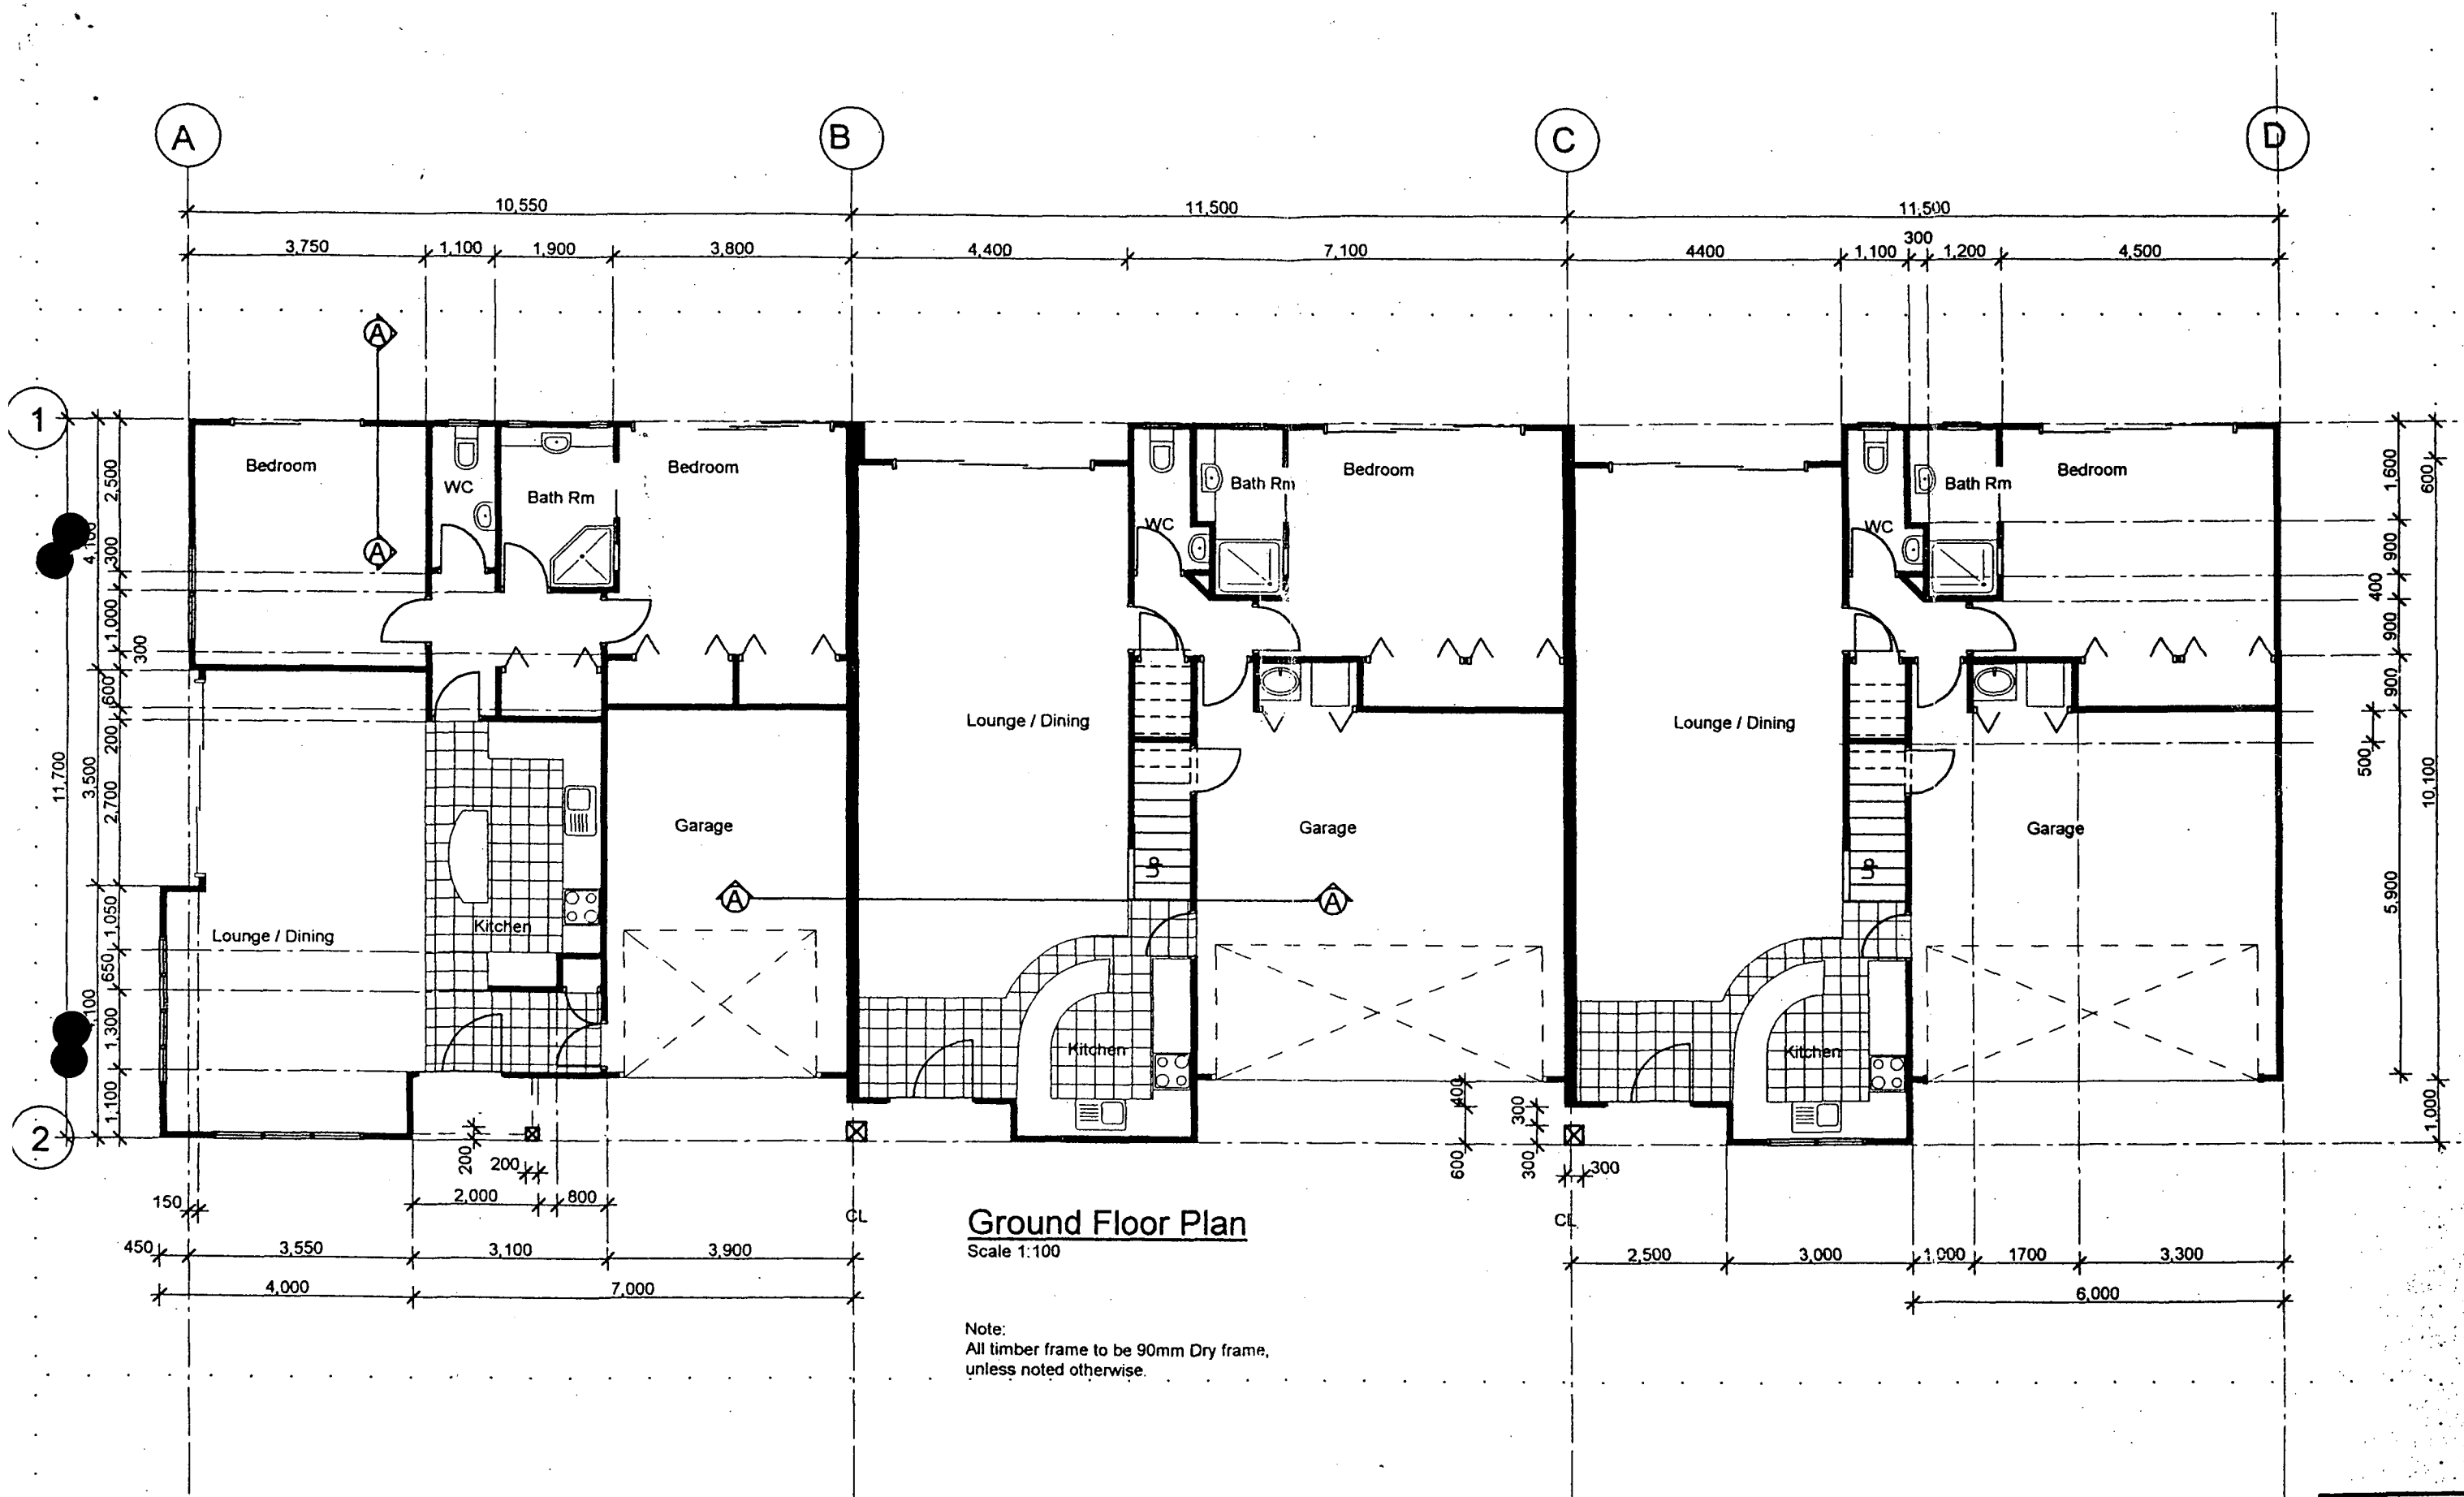 A
B
C
D
10,550
11,500
11,500
3,750
1,100
1,900
3,800
4,400
7,100
4400
1,100
300
1,200
4,500
A
A
1
2
Bedroom
WC
Bath Rm
Bedroom
WC
Bath Rm
Bedroom
WC
Bath Rm
Bedroom
2,500
300
1,000
300
600
200
2,700
1,050
650
1,300
1,100
3,500
11,700
1,600
600
900
400
900
900
500
10,100
5,900
1,000
Lounge / Dining
Lounge / Dining
Lounge / Dining
Garage
Garage
Garage
Up
Up
A
A
Kitchen
Kitchen
Kitchen
200
200
2,000
800
150
450
3,550
3,100
3,900
4,000
7,000
CL
CL
400
600
300
300
300
2,500
3,000
1,000
1700
3,300
6,000
Ground Floor Plan
Scale 1:100
Note:
All timber frame to be 90mm Dry frame,
unless noted otherwise.